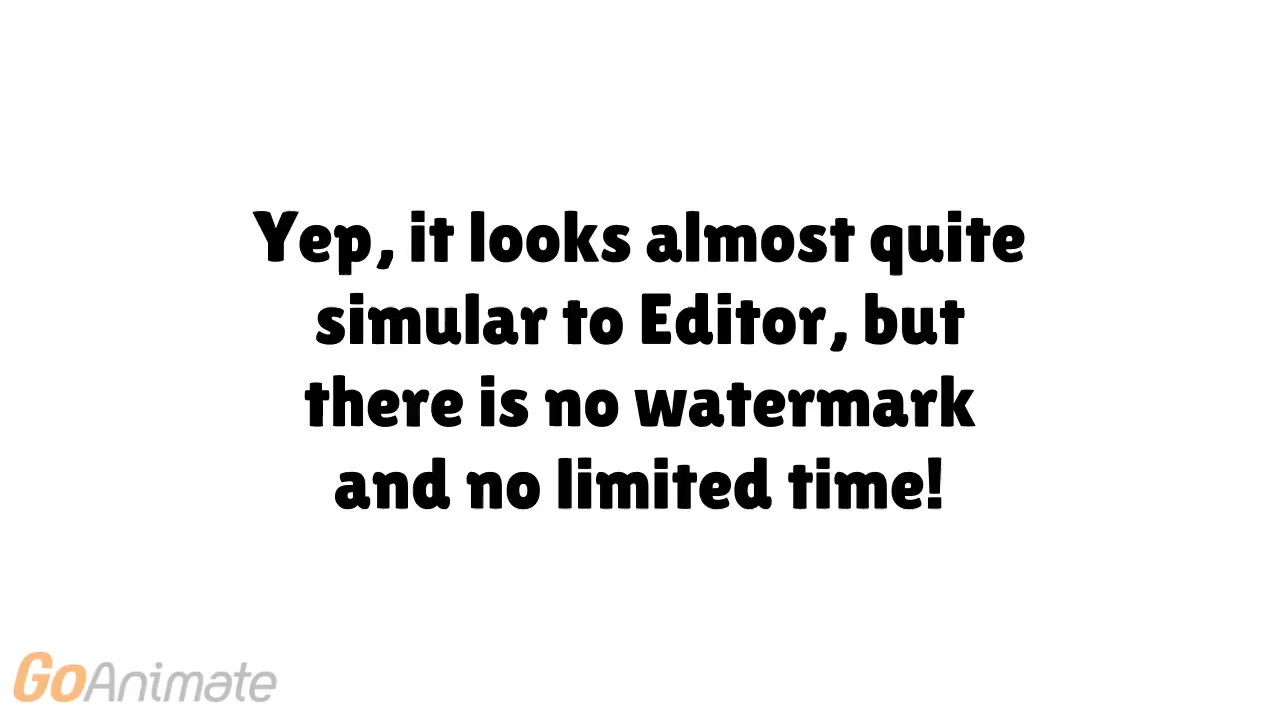 Yep, it looks almost quite
simular to Editor, but
there is no watermark
and no limited time!
GoAnimate